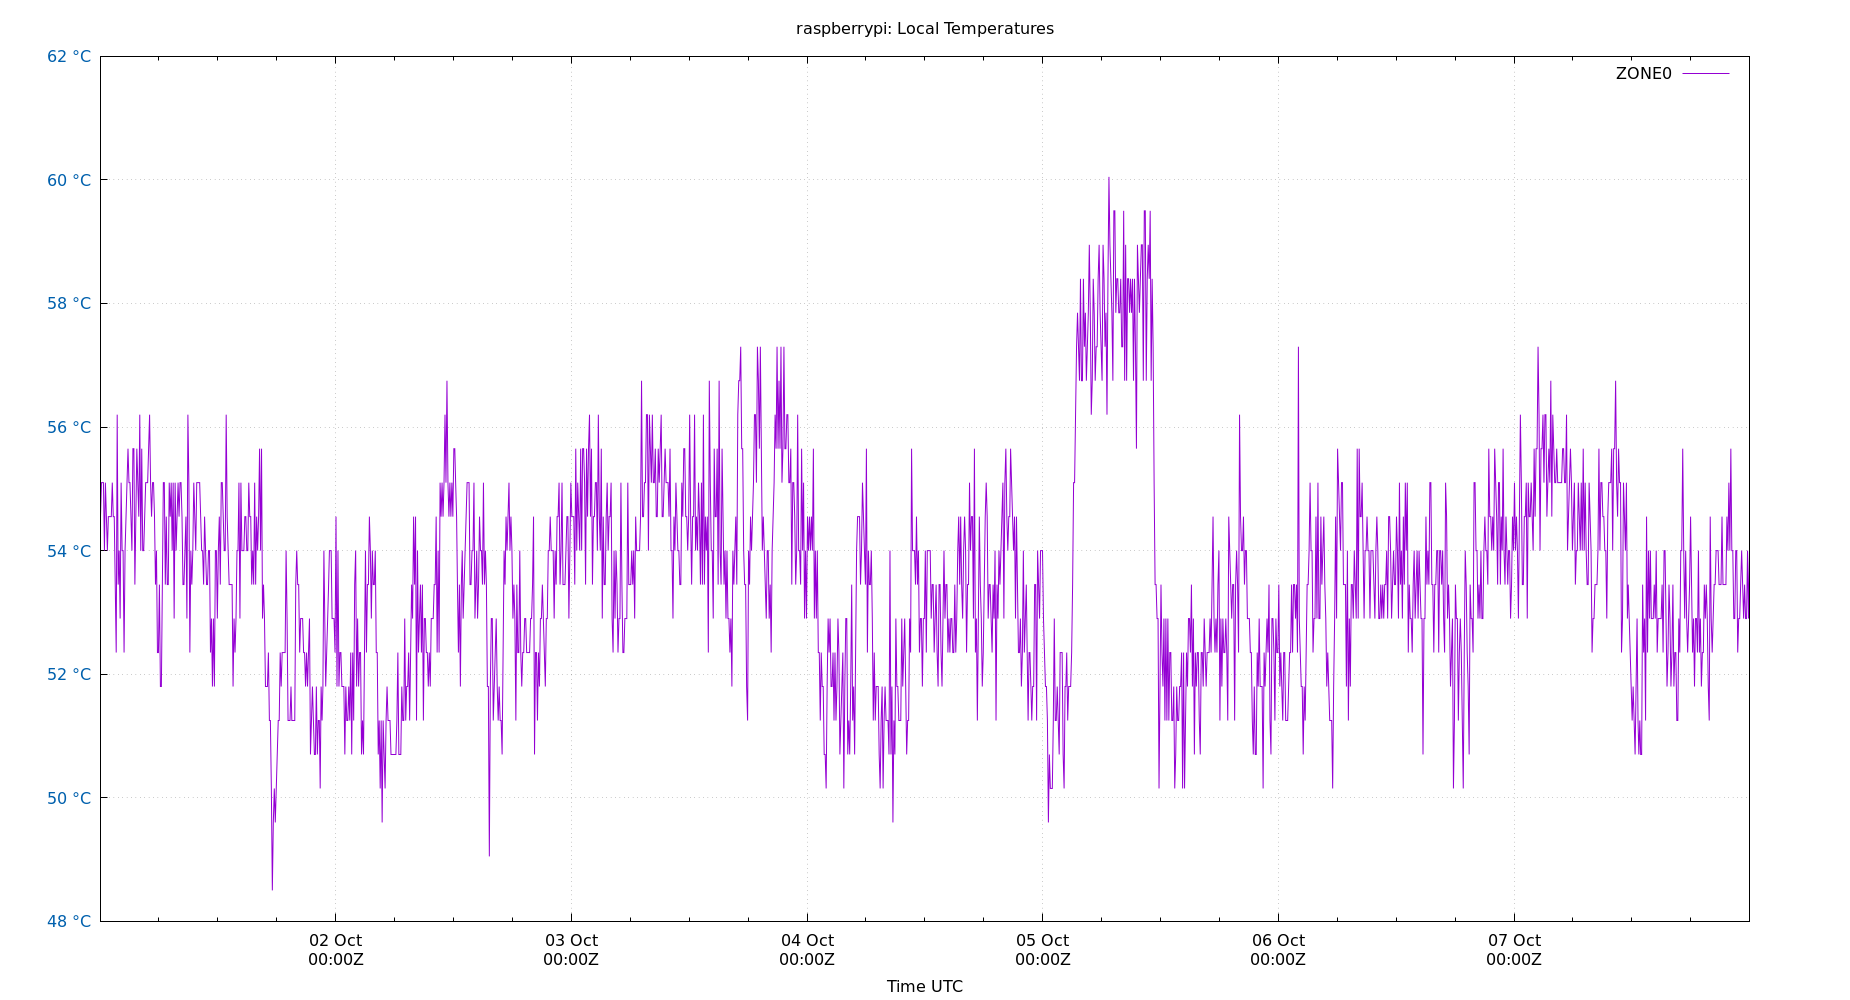 raspberrypi: Local Temperatures
62 °C
ZONE0
60 °C
58 °C
56 °C
54 °C
52 °C
50 °C
48 °C
02 Oct 03 Oct 04 Oct 05 Oct 06 Oct 07 Oct
00:00Z 00:00Z 00:00Z 00:00Z 00:00Z 00:00Z
Time UTC